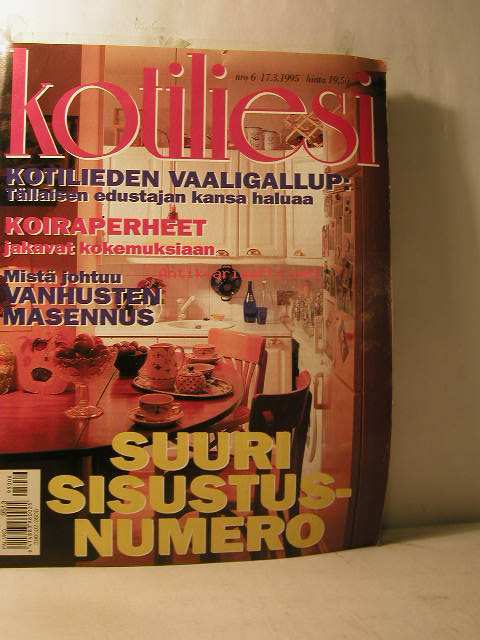 nro 6 17.3.1995 hinta 19,50
kotiliesi
KOTILIEDEN VAALIGALLUP:
Tällaisen edustajan kansa haluaa
KOIRAPERHEET
jakavat kokemuksiaan
Mistä johtuu
VANHUSTEN
MASENNUS
SUURI
SISUSTUS-
NUMERO